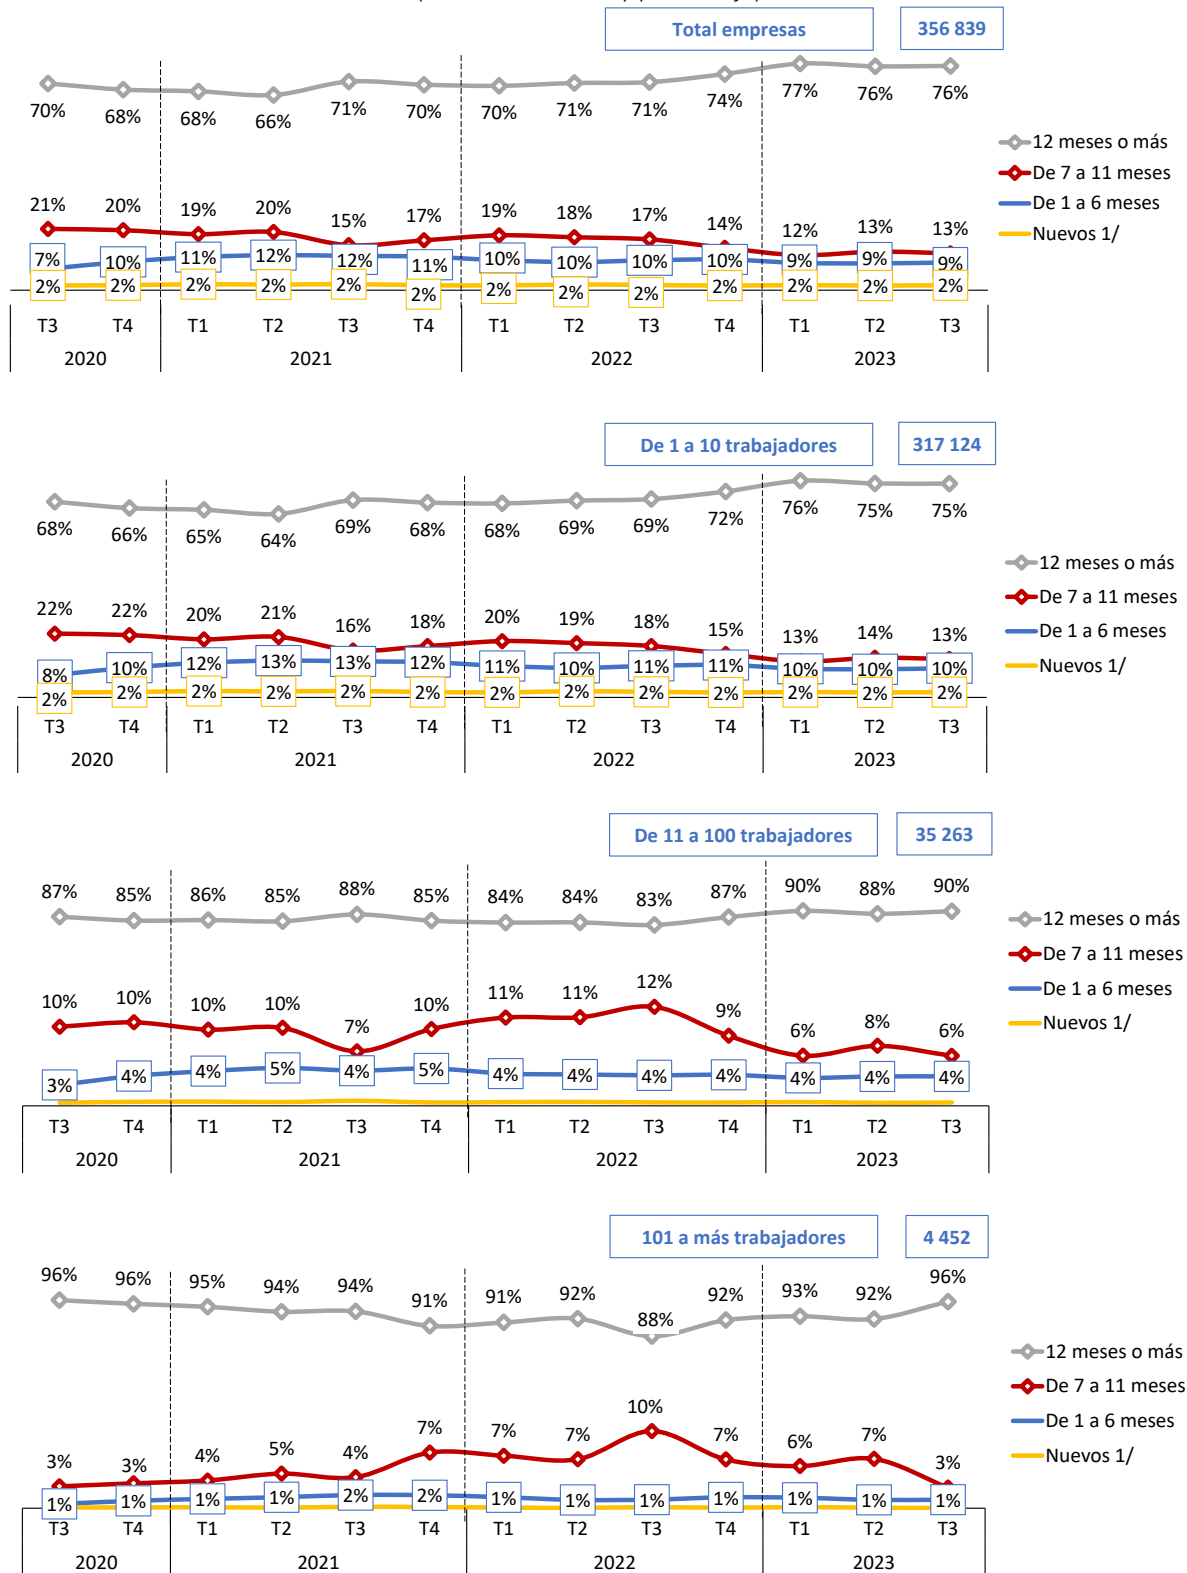 Total empresas 356 839
70% 68% 68% 66% 71% 70% 70% 71% 71% 74% 77% 76% 76%
12 meses o más
De 7 a 11 meses
De 1 a 6 meses
Nuevos 1/
21% 20% 19% 20% 15% 17% 19% 18% 17% 14% 12% 13% 13%
7% 10% 11% 12% 12% 11% 10% 10% 10% 10% 9% 9% 9%
2% 2% 2% 2% 2% 2% 2% 2% 2% 2% 2% 2% 2%
T3 T4 T1 T2 T3 T4 T1 T2 T3 T4 T1 T2 T3
2020 2021 2022 2023
De 1 a 10 trabajadores 317 124
68% 66% 65% 64% 69% 68% 68% 69% 69% 72% 76% 75% 75%
12 meses o más
De 7 a 11 meses
De 1 a 6 meses
Nuevos 1/
22% 22% 20% 21% 16% 18% 20% 19% 18% 15% 13% 14% 13%
8% 10% 12% 13% 13% 12% 11% 10% 11% 11% 10% 10% 10%
2% 2% 2% 2% 2% 2% 2% 2% 2% 2% 2% 2% 2%
T3 T4 T1 T2 T3 T4 T1 T2 T3 T4 T1 T2 T3
2020 2021 2022 2023
De 11 a 100 trabajadores 35 263
87% 85% 86% 85% 88% 85% 84% 84% 83% 87% 90% 88% 90%
12 meses o más
De 7 a 11 meses
De 1 a 6 meses
Nuevos 1/
10% 10% 10% 10% 7% 10% 11% 11% 12% 9% 6% 8% 6%
3% 4% 4% 5% 4% 5% 4% 4% 4% 4% 4% 4% 4%
T3 T4 T1 T2 T3 T4 T1 T2 T3 T4 T1 T2 T3
2020 2021 2022 2023
101 a más trabajadores 4 452
96% 96% 95% 94% 94% 91% 91% 92% 88% 92% 93% 92% 96%
12 meses o más
De 7 a 11 meses
De 1 a 6 meses
Nuevos 1/
3% 3% 4% 5% 4% 7% 7% 7% 10% 7% 6% 7% 3%
1% 1% 1% 1% 2% 2% 1% 1% 1% 1% 1% 1% 1%
T3 T4 T1 T2 T3 T4 T1 T2 T3 T4 T1 T2 T3
2020 2021 2022 2023